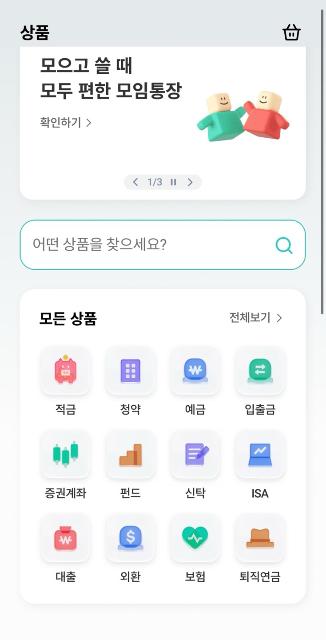 상품
모으고 쓸 때
모두 편한 모임통장
확인하기 >
1/3
어떤 상품을 찾으세요?
모든 상품
전체보기 >
적금
청약
예금
입출금
증권계좌
펀드
신탁
ISA
대출
외환
보험
퇴직연금